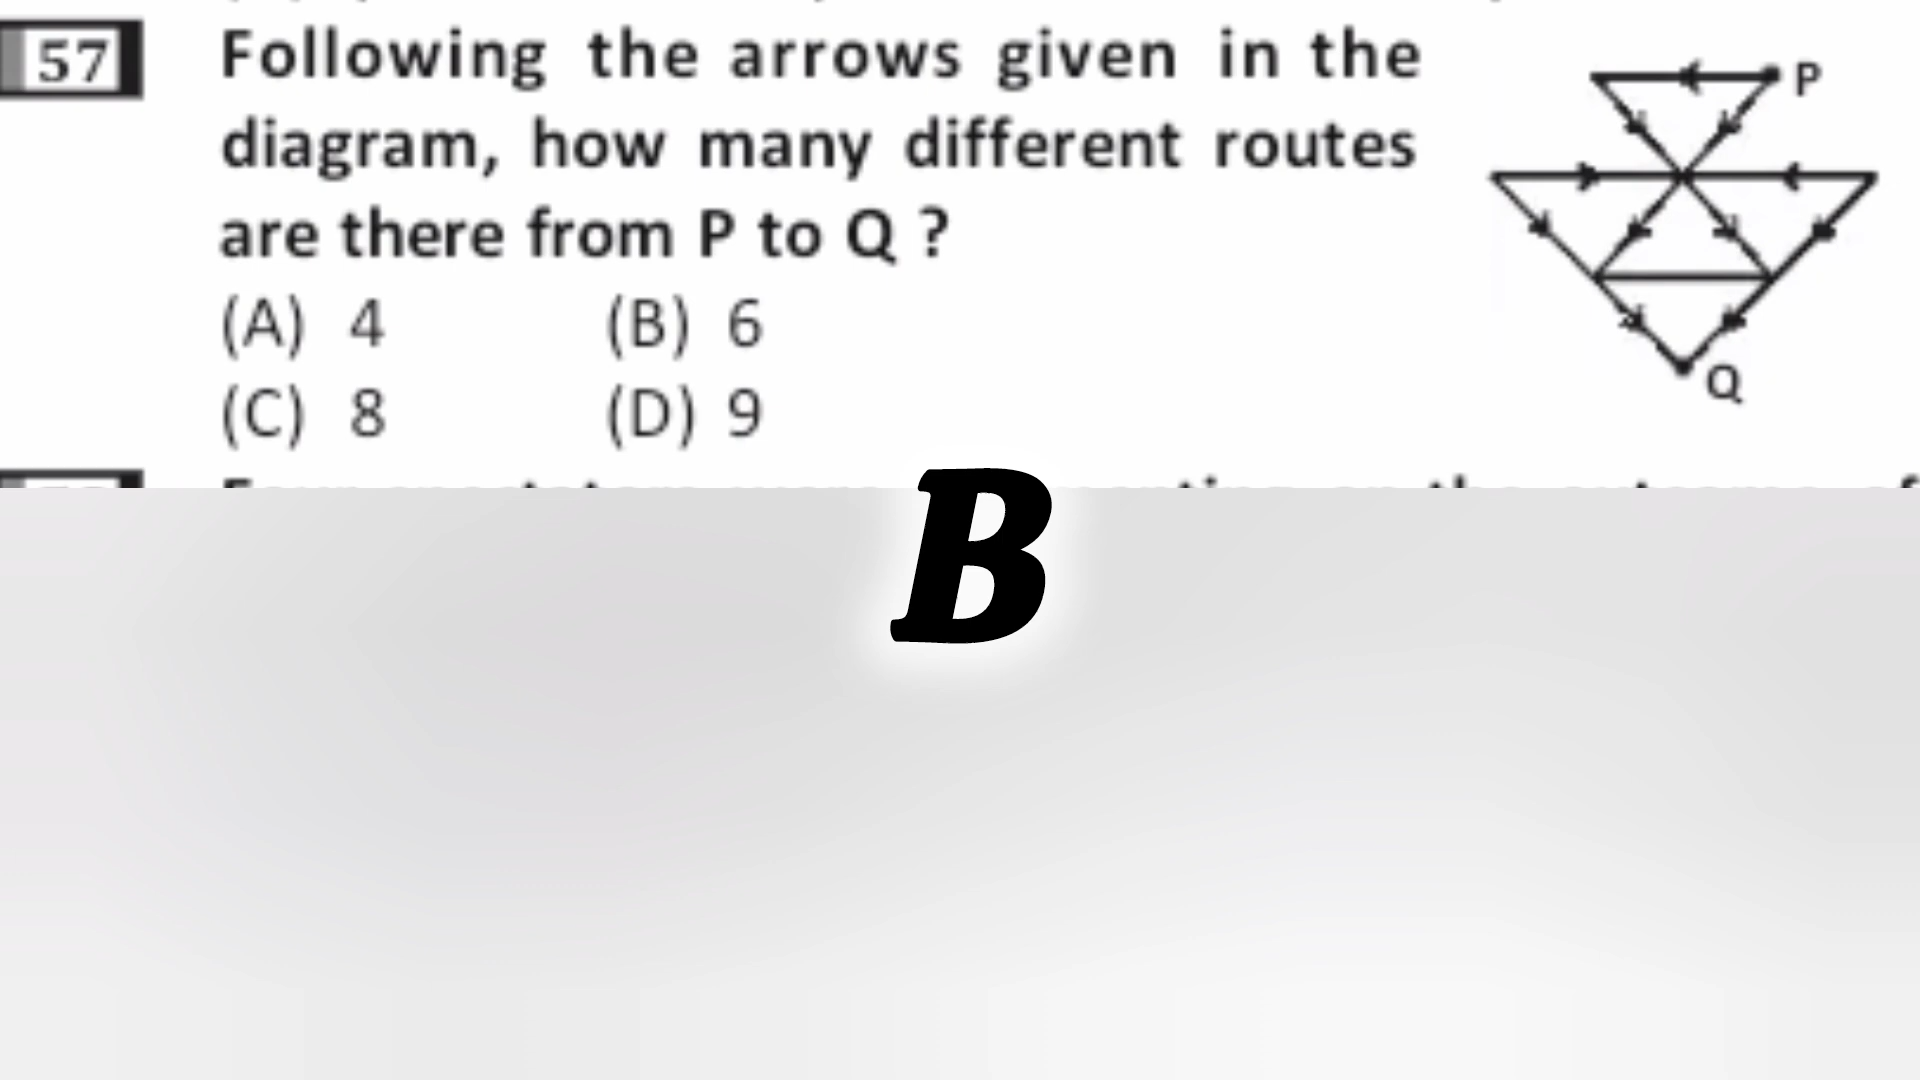 57 Following the arrows given in the P
diagram, how many different routes
are there from P to Q ?
(A) 4 (B) 6
(C) 8 (D) 9
Q
B